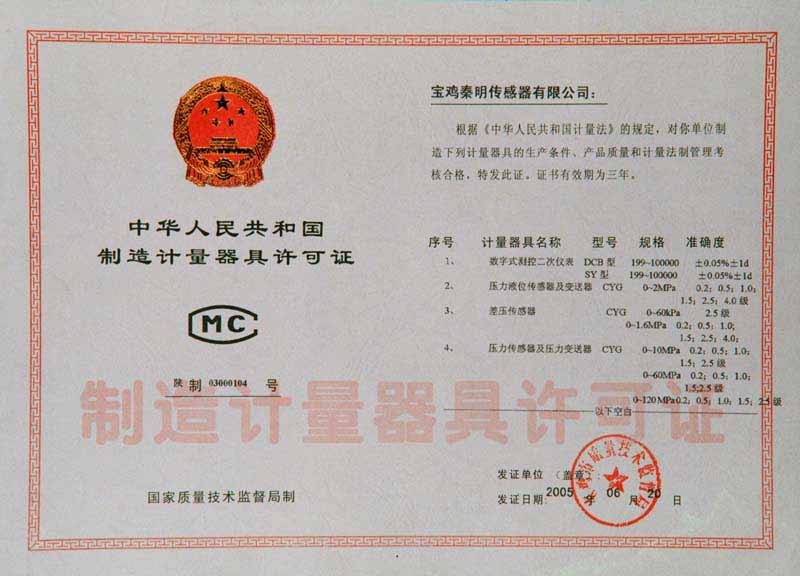 中华人民共和国
制造计量器具许可证
MC
陕 制 03000104 号
国家质量技术监督局制
宝鸡秦明传感器有限公司：
根据《中华人民共和国计量法》的规定，对你单位制
造下列计量器具的生产条件、产品质量和计量法制管理考
核合格，特发此证。证书有效期为三年。
序号 计量器具名称 型号 规格 准确度
1、 数字式测控二次仪表 DCB 型 199~100000 ±0.05%±1d
SY 型 199~100000 ±0.05%±1d
2、 压力液位传感器及变送器 CYG 0~2MPa 0.2；0.5；1.0；
1.5；2.5；4.0 级
3、 差压传感器 CYG 0~60kPa 2.5 级
0~1.6MPa 0.2；0.5；1.0；
1.5；2.5；4.0；
4、 压力传感器及压力变送器 CYG 0~10MPa 0.2；0.5；1.0；
1.5；2.5 级
0~60MPa 0.2；0.5；1.0；
1.5;2.5 级
0~120MPa 0.2；0.5；1.0；1.5；2.5 级
以下空白
制造计量器具许可证
发证单位（盖章）：
发证日期：2005 年 06 月 20 日
质量技术监督局